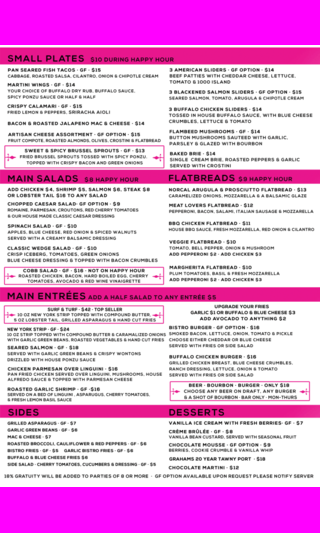 SMALL PLATES $10 DURING HAPPY HOUR
PAN SEARED FISH TACOS · GF · $15
CABBAGE, ROASTED SALSA, CILANTRO, ONION & CHIPOTLE CREAM
MARTINI WINGS · GF · $14
YOUR CHOICE OF BUFFALO DRY RUB, BUFFALO SAUCE,
SPICY PONZU SAUCE OR HALF & HALF
CRISPY CALAMARI · GF · $15
FRIED LEMON & PEPPERS, SRIRACHA AIOLI
BACON & ROASTED JALAPENO MAC & CHEESE · $14
ARTISAN CHEESE ASSORTMENT · GF OPTION · $15
FRUIT COMPOTE, ROASTED ALMONDS, OLIVES, CROSTINI & FLATBREAD
SWEET & SPICY BRUSSEL SPROUTS · GF · $13
FRIED BRUSSEL SPROUTS TOSSED WITH SPICY PONZU
TOPPED WITH CRISPY BACON AND GREEN ONIONS
3 AMERICAN SLIDERS · GF OPTION · $14
BEEF PATTIES WITH CHEDDAR CHEESE, LETTUCE,
TOMATO & 1000 ISLAND
3 BLACKENED SALMON SLIDERS · GF OPTION · $15
SEARED SALMON, TOMATO, ARUGULA & CHIPOTLE CREAM
3 BUFFALO CHICKEN SLIDERS · $14
TOSSED IN HOUSE BUFFALO SAUCE, WITH BLUE CHEESE
CRUMBLES, LETTUCE & TOMATO
FLAMBEED MUSHROOMS · GF · $14
BUTTON MUSHROOMS SAUTEED WITH GARLIC,
PARSLEY & GLAZED WITH BOURBON
BAKED BRIE · $14
SINGLE CREAM BRIE, ROASTED PEPPERS & GARLIC
SERVED WITH CROSTINI
MAIN SALADS $8 HAPPY HOUR
ADD CHICKEN $4, SHRIMP $5, SALMON $6, STEAK $8
OR LOBSTER TAIL $16 TO ANY SALAD
CHOPPED CAESAR SALAD· GF OPTION · $9
ROMAINE, PARMESAN, CROUTONS, RED CHERRY TOMATOES
& OUR HOUSE MADE CLASSIC CAESAR DRESSING
SPINACH SALAD · GF · $10
APPLES, BLUE CHEESE, RED ONION & SPICED WALNUTS
SERVED WITH A CREAMY BALSAMIC DRESSING
CLASSIC WEDGE SALAD · GF · $10
CRISP ICEBERG, TOMATOES, GREEN ONIONS
BLUE CHEESE DRESSING & TOPPED WITH BACON CRUMBLES
COBB SALAD · GF · $16 · NOT ON HAPPY HOUR
ROASTED CHICKEN, BACON, HARD BOILED EGG, CHERRY
TOMATOES, AVOCADO & RED WINE VINAIGRETTE
FLATBREADS $9 HAPPY HOUR
NORCAL ARUGULA & PROSCIUTTO FLATBREAD · $13
CARAMELIZED ONIONS, MOZZARELLA & A BALSAMIC GLAZE
MEAT LOVERS FLATBREAD · $12
PEPPERONI, BACON, SALAMI, ITALIAN SAUSAGE & MOZZARELLA
BBQ CHICKEN FLATBREAD · $11
HOUSE BBQ SAUCE, FRESH MOZZARELLA, RED ONION & CILANTRO
VEGGIE FLATBREAD · $10
TOMATO, BELL PEPPER, ONION & MUSHROOM
ADD PEPPERONI $2 · ADD CHICKEN $3
MARGHERITA FLATBREAD · $10
PLUM TOMATOES, BASIL & FRESH MOZZARELLA
ADD PEPPERONI $2 · ADD CHICKEN $3
MAIN ENTRÉES ADD A HALF SALAD TO ANY ENTRÉE $5
SURF & TURF · $42 · TOP SELLER
10 OZ NEW YORK STRIP TOPPED WITH COMPOUND BUTTER,
5 OZ LOBSTER TAIL, GRILLED ASPARAGUS & HAND CUT FRIES
NEW YORK STRIP · GF · $24
10 OZ STRIP TOPPED WITH COMPOUND BUTTER & CARAMALIZED ONIONS
WITH GARLIC GREEN BEANS, ROASTED VEGETABLES & HAND CUT FRIES
SEARED SALMON · $18
SERVED WITH GARLIC GREEN BEANS & CRISPY WONTONS
DRIZZLED WITH HOUSE PONZU SAUCE
CHICKEN PARMESAN OVER LINGUINI · $16
PAN FRIED CHICKEN SERVED OVER LINGUINI, MUSHROOMS, HOUSE
ALFREDO SAUCE & TOPPED WITH PARMESAN CHEESE
ROASTED GARLIC SHRIMP · GF · $18
SERVED ON A BED OF LINGUINI , ASPARAGUS, CHERRY TOMATOES,
& FRESH LEMON BASIL SAUCE
UPGRADE YOUR FRIES
GARLIC $1 OR BUFFALO & BLUE CHEESE $3
ADD AVOCADO TO ANYTHING $2
BISTRO BURGER · GF OPTION · $16
SMOKED BACON, LETTUCE, ONION, TOMATO & PICKLE
CHOOSE EITHER CHEDDAR OR BLUE CHEESE
SERVED WITH FRIES OR SIDE SALAD
BUFFALO CHICKEN BURGER · $16
GRILLED CHICKEN BREAST, BLUE CHEESE CRUMBLES,
RANCH DRESSING, LETTUCE, ONION & TOMATO
SERVED WITH FRIES OR SIDE SALAD
BEER · BOURBON · BURGER · ONLY $18
CHOOSE ANY BEER ON DRAFT, ANY BURGER
& A SHOT OF BOURBON · BAR ONLY · MON-THURS
SIDES
GRILLED ASPARAGUS · GF · $7
GARLIC GREEN BEANS · GF · $8
MAC & CHEESE · $7
ROASTED BROCCOLI, CAULIFLOWER & RED PEPPERS · GF · $6
BISTRO FRIES · GF · $5 GARLIC BISTRO FRIES · GF · $6
BUFFALO & BLUE CHEESE FRIES $8
SIDE SALAD · CHERRY TOMATOES, CUCUMBERS & DRESSING · GF · $5
DESSERTS
VANILLA ICE CREAM WITH FRESH BERRIES· GF · $7
CRÈME BRÛLÉE · GF · $8
VANILLA BEAN CUSTARD, SERVED WITH SEASONAL FRUIT
CHOCOLATE MOUSSE · GF OPTION · $9
BERRIES, COOKIE CRUMBLE & VANILLA WHIP
GRAHAMS 20 YEAR TAWNY PORT · $18
CHOCOLATE MARTINI · $12
18% GRATUITY WILL BE ADDED TO PARTIES OF 8 OR MORE · GF OPTION AVAILABLE UPON REQUEST PLEASE NOTIFY SERVER